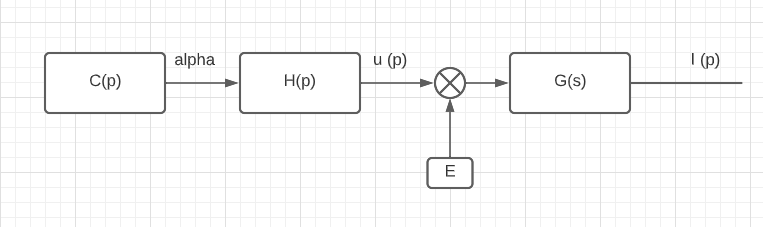 C(p)
alpha
H(p)
u (p)
G(s)
I (p)
E